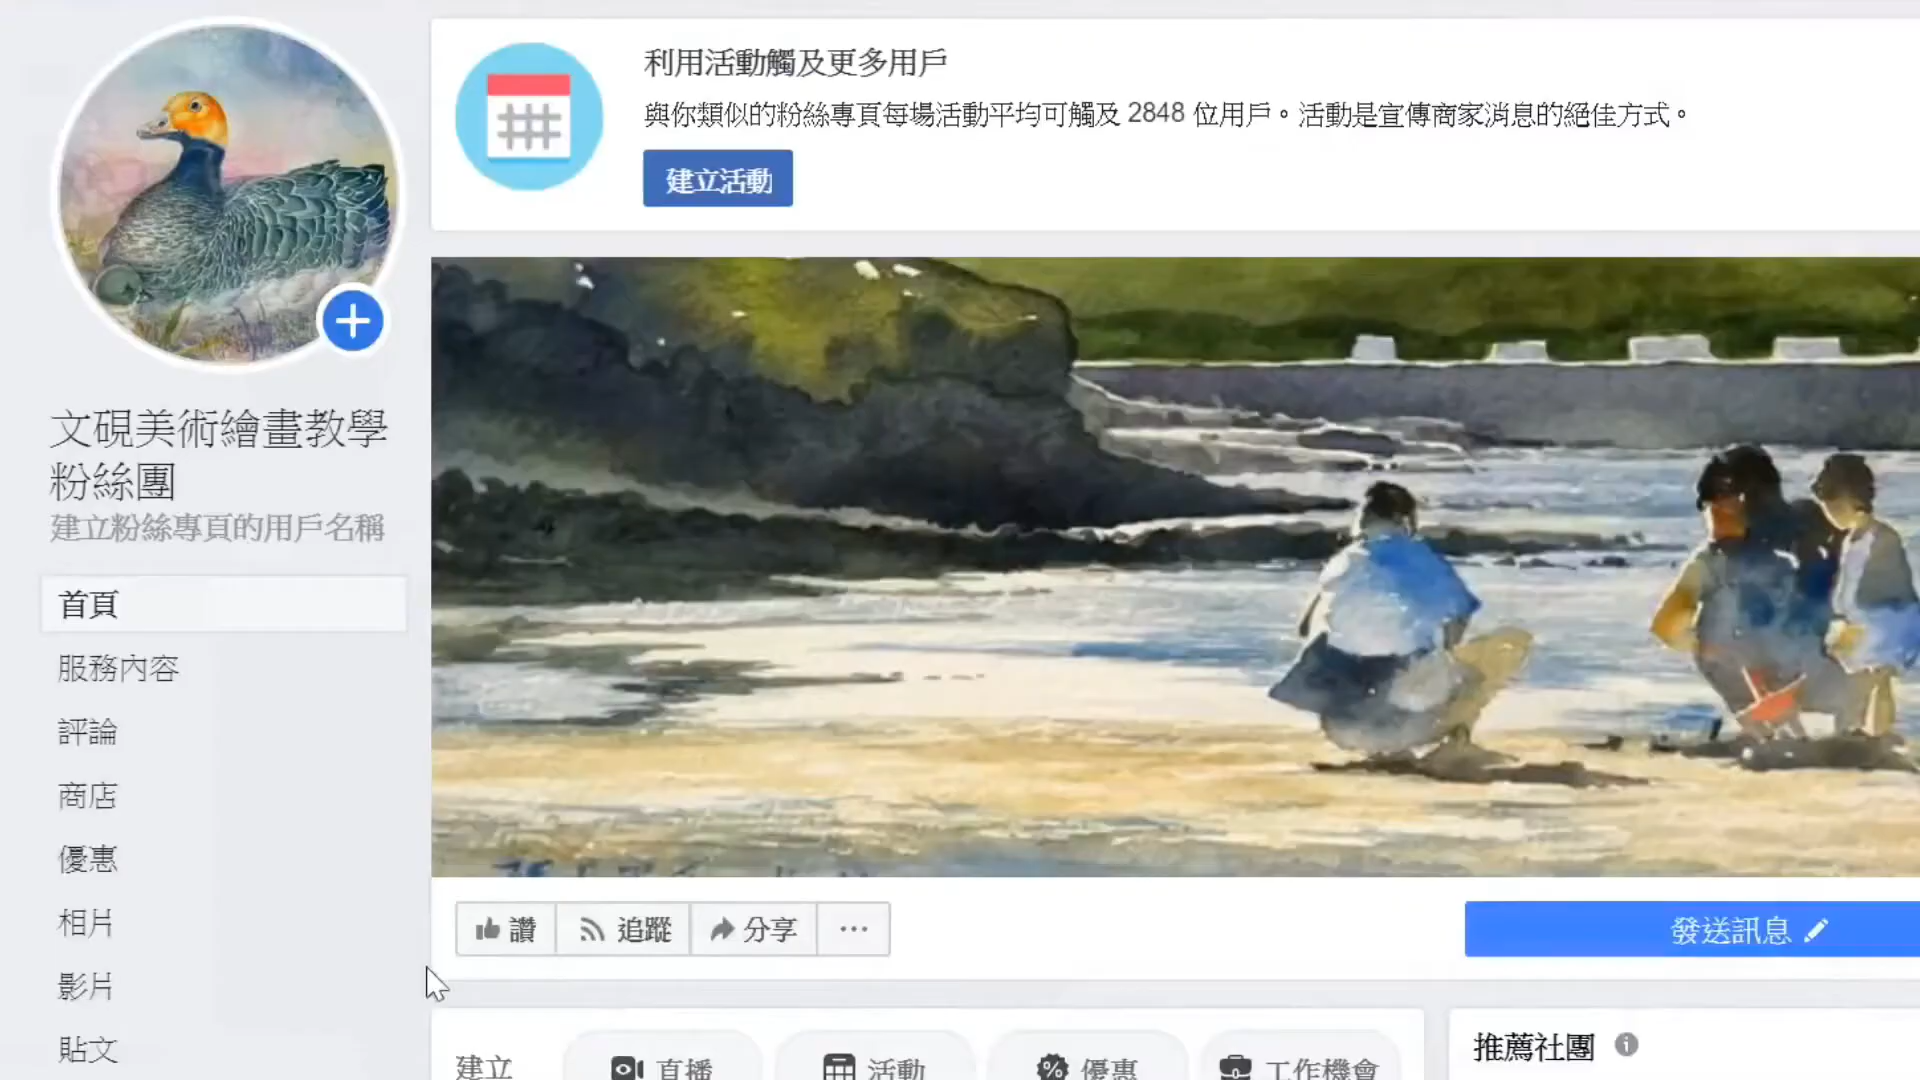 利用活動觸及更多用戶
與你類似的粉絲專頁每場活動平均可觸及 2848 位用戶。活動是宣傳商家消息的絕佳方式。
建立活動
文硯美術繪畫教學
粉絲團
建立粉絲專頁的用戶名稱
首頁
服務內容
評論
商店
優惠
相片
影片
貼文
讚 追蹤 分享 ...
發送訊息
建立 直播 活動 優惠 工作機會
推薦社團